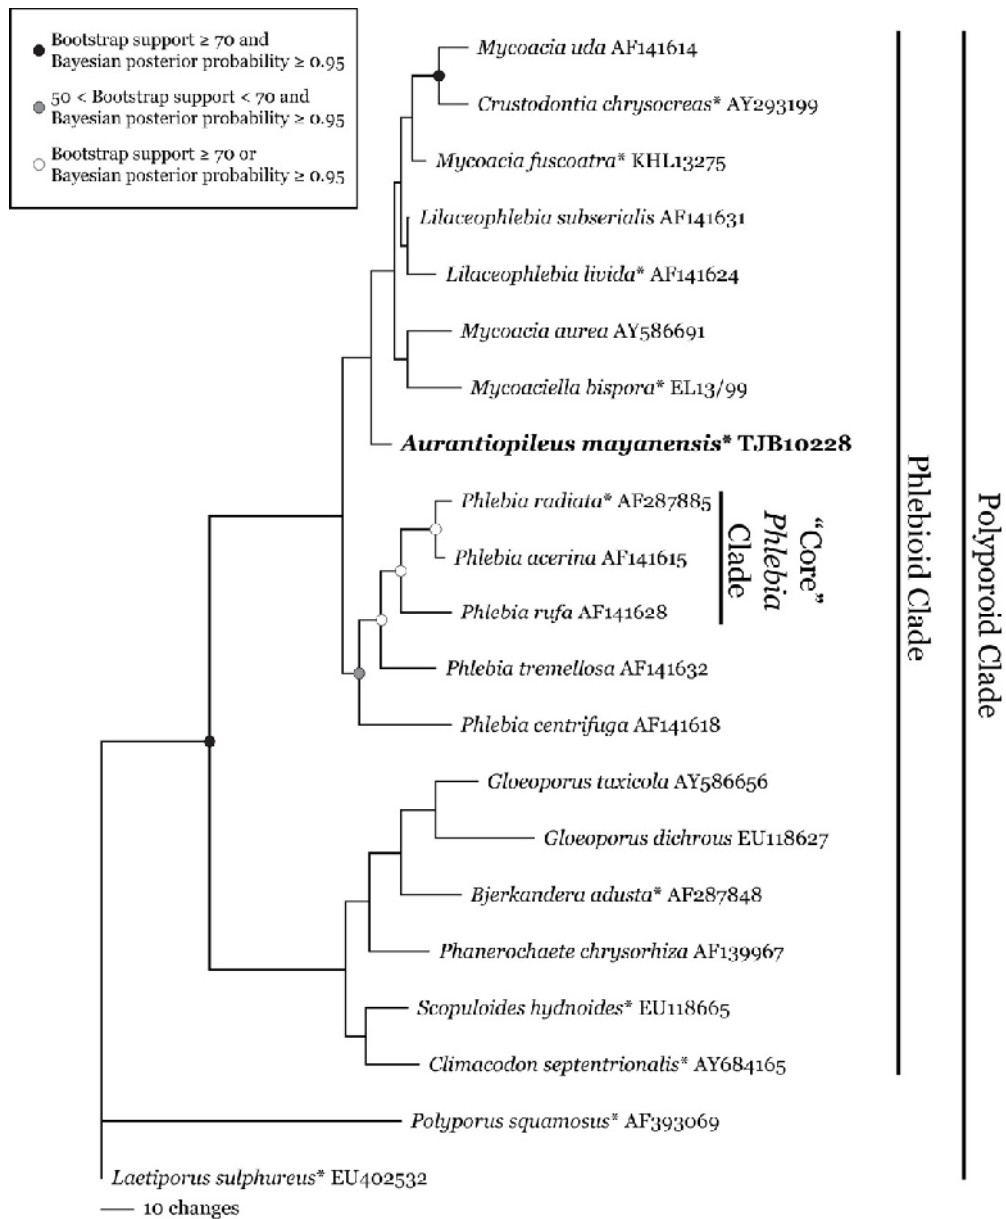 Bootstrap support ≥ 70 and
Bayesian posterior probability ≥ 0.95
50 < Bootstrap support < 70 and
Bayesian posterior probability ≥ 0.95
Bootstrap support ≥ 70 or
Bayesian posterior probability ≥ 0.95
Mycoacia uda AF141614
Crustodontia chrysocreas* AY293199
Mycoacia fuscoatra* KHL13275
Lilaceophlebia subserialis AF141631
Lilaceophlebia livida* AF141624
Mycoacia aurea AY586691
Mycoaciella bispora* EL13/99
Aurantiopileus mayanensis* TJB10228
Phlebia radiata* AF287885
Phlebia acerina AF141615
Phlebia rufa AF141628
Phlebia tremellosa AF141632
Phlebia centrifuga AF141618
Gloeoporus taxicola AY586656
Gloeoporus dichrous EU118627
Bjerkandera adusta* AF287848
Phanerochaete chrysorhiza AF139967
Scopuloides hydnoides* EU118665
Climacodon septentrionalis* AY684165
Polyporus squamosus* AF393069
Laetiporus sulphureus* EU402532
10 changes
“Core”
Phlebia
Clade
Phlebioid Clade
Polyporoid Clade